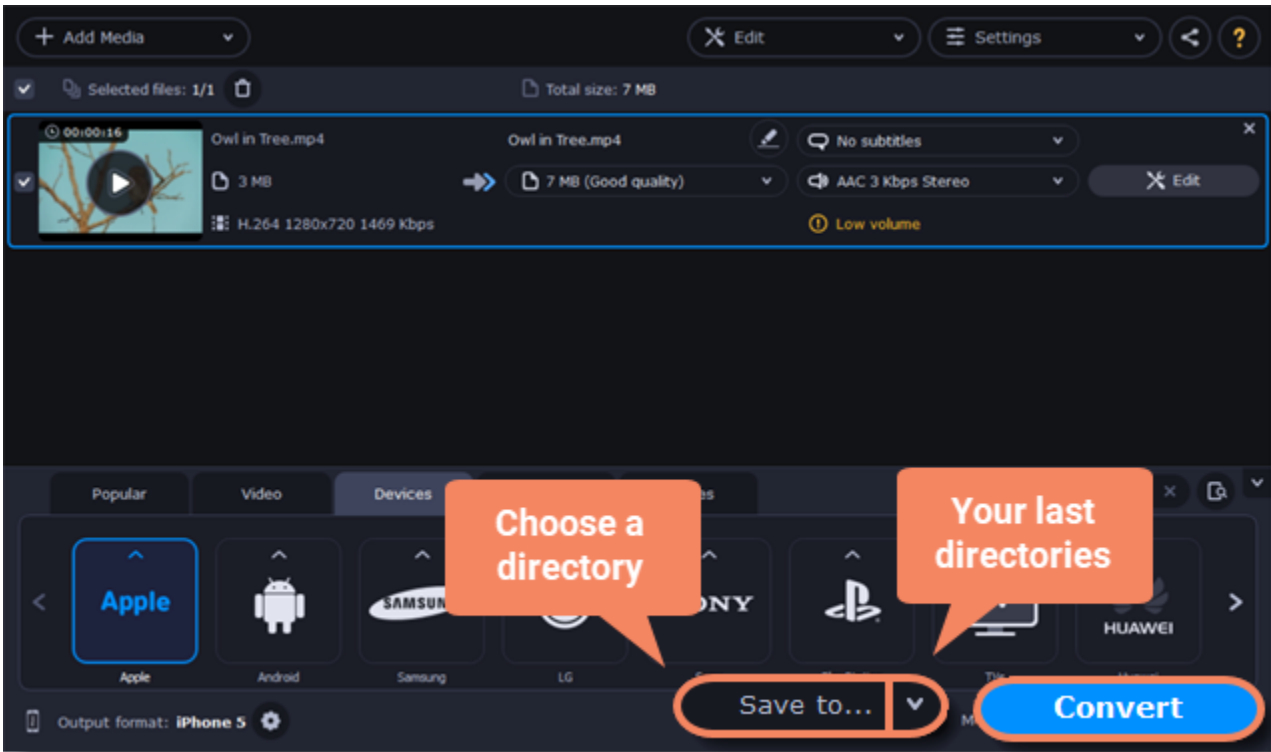 Add Media
Edit
Settings
?
Selected files: 1/1
Total size: 7 MB
00:00:16
Owl in Tree.mp4
Owl in Tree.mp4
No subtitles
3 MB
7 MB (Good quality)
AAC 3 Kbps Stereo
Edit
H.264 1280x720 1469 Kbps
Low volume
Popular
Video
Devices
Choose a
directory
Your last
directories
Apple
HUAWEI
Apple
Android
Samsung
LG
TVs
Output format: iPhone 5
Save to...
Convert